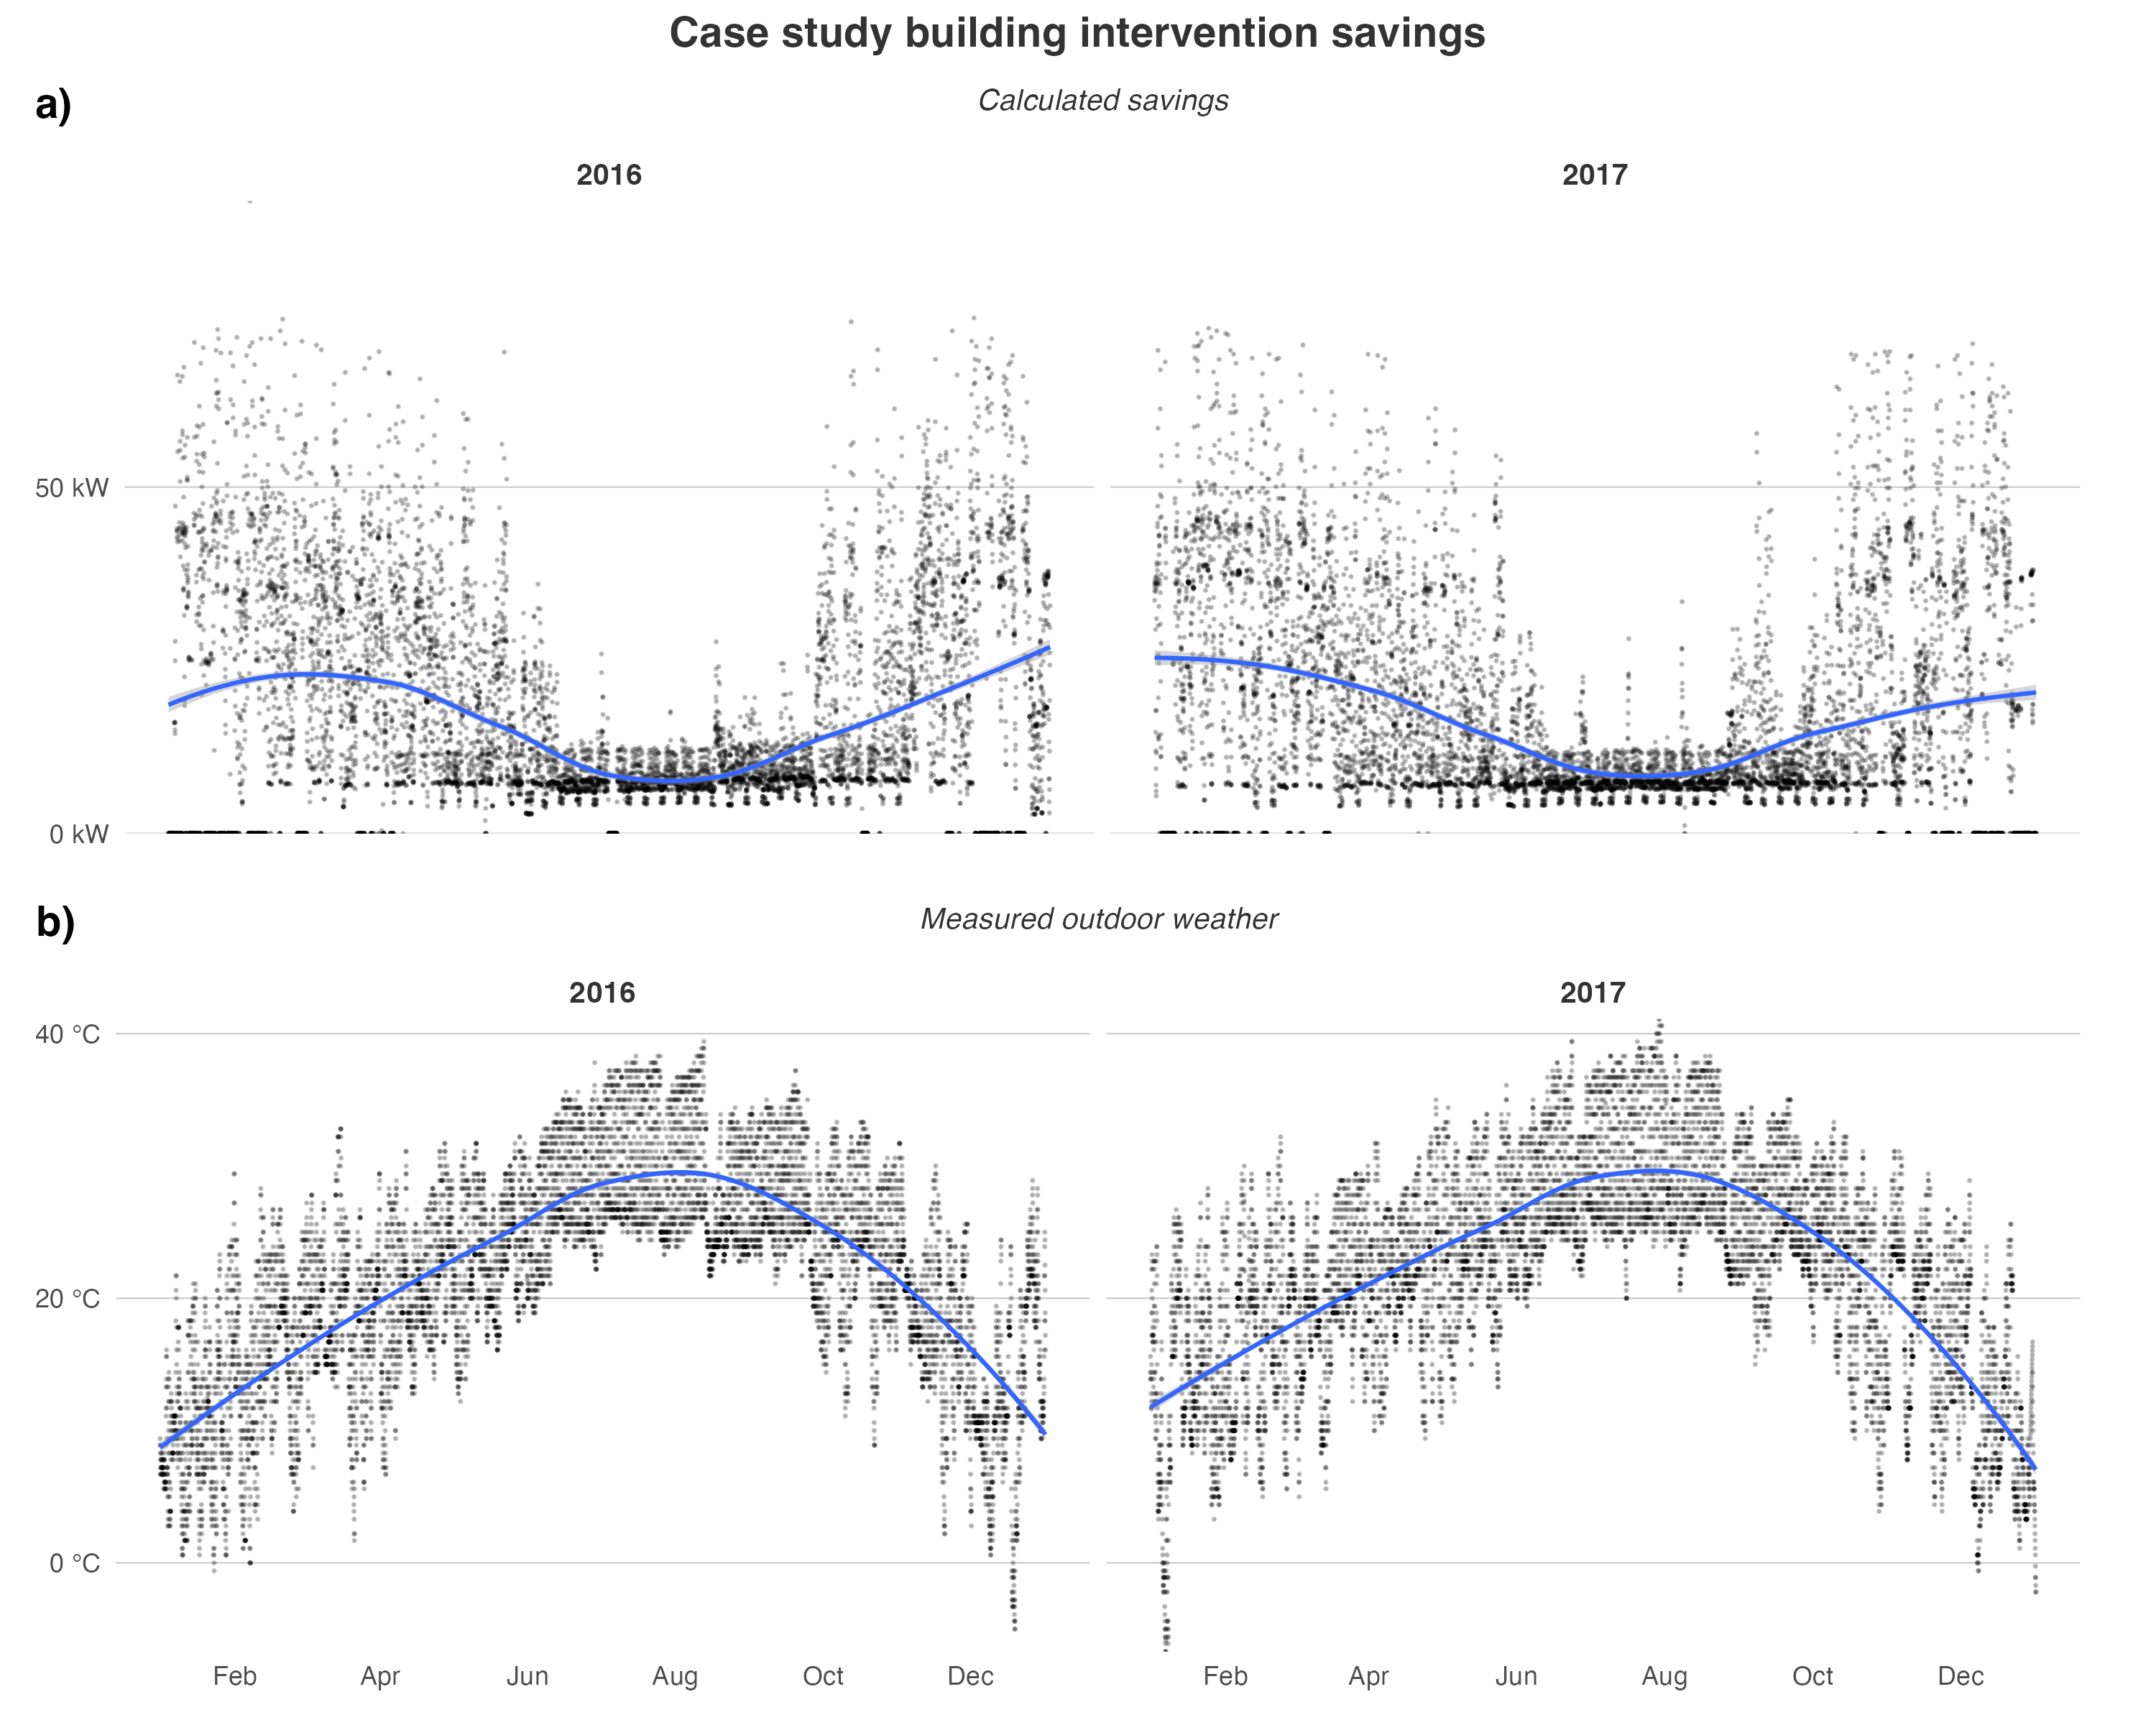 Case study building intervention savings
a)
Calculated savings
2016 2017
50 kW
0 kW
b)
Measured outdoor weather
2016 2017
40 °C
20 °C
0 °C
Feb Apr Jun Aug Oct Dec Feb Apr Jun Aug Oct Dec